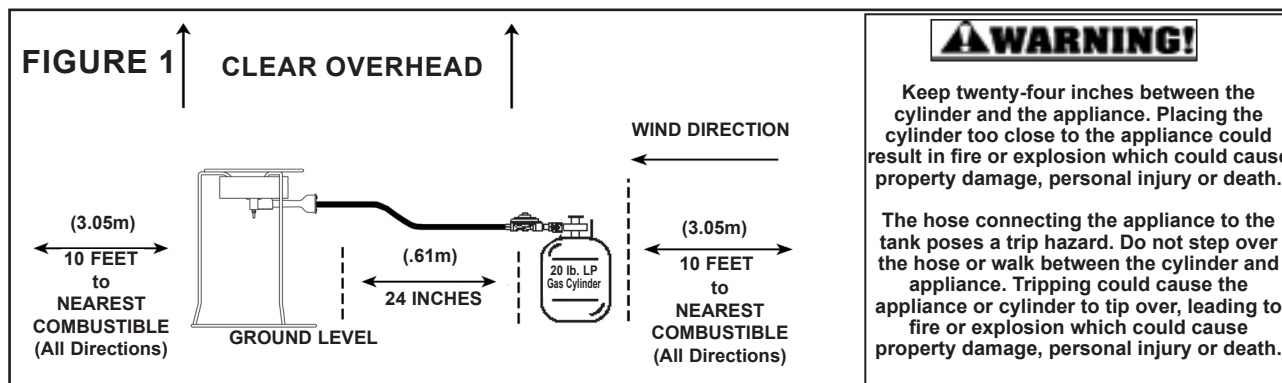 FIGURE 1
CLEAR OVERHEAD
WIND DIRECTION
(3.05m)
10 FEET
to
NEAREST
COMBUSTIBLE
(All Directions)
GROUND LEVEL
(.61m)
24 INCHES
20 lb. LP
Gas Cylinder
(3.05m)
10 FEET
to
NEAREST
COMBUSTIBLE
(All Directions)
WARNING!
Keep twenty-four inches between the
cylinder and the appliance. Placing the
cylinder too close to the appliance could
result in fire or explosion which could cause
property damage, personal injury or death.
The hose connecting the appliance to the
tank poses a trip hazard. Do not step over
the hose or walk between the cylinder and
appliance. Tripping could cause the
appliance or cylinder to tip over, leading to
fire or explosion which could cause
property damage, personal injury or death.